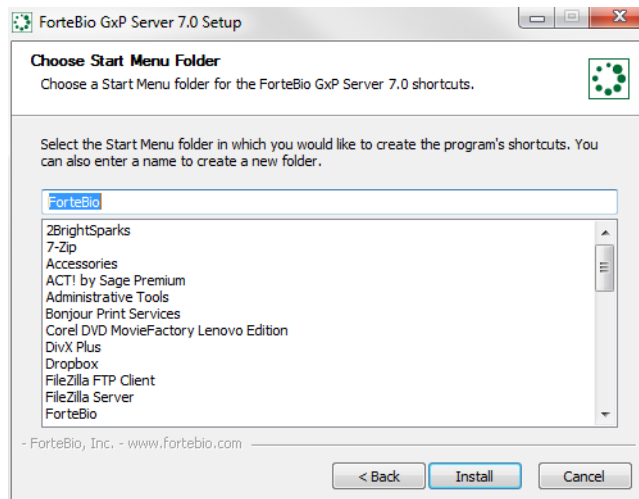 ForteBio GxP Server 7.0 Setup
Choose Start Menu Folder
Choose a Start Menu folder for the ForteBio GxP Server 7.0 shortcuts.
Select the Start Menu folder in which you would like to create the program's shortcuts. You
can also enter a name to create a new folder.
ForteBio
2BrightSparks
7-Zip
Accessories
ACT! by Sage Premium
Administrative Tools
Bonjour Print Services
Corel DVD MovieFactory Lenovo Edition
DivX Plus
Dropbox
FileZilla FTP Client
FileZilla Server
ForteBio
- ForteBio, Inc. - www.fortebio.com
< Back Install Cancel